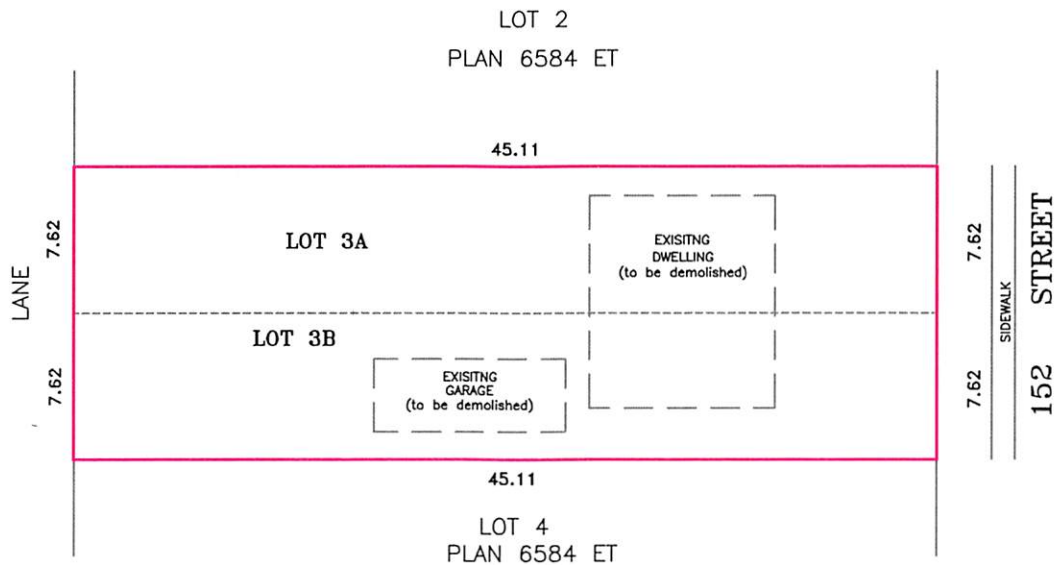 LOT 2
PLAN 6584 ET
45.11
7.62
LOT 3A
EXISITNG
DWELLING
(to be demolished)
7.62
LANE
SIDEWALK
152 STREET
LOT 3B
7.62
EXISITNG
GARAGE
(to be demolished)
7.62
45.11
LOT 4
PLAN 6584 ET